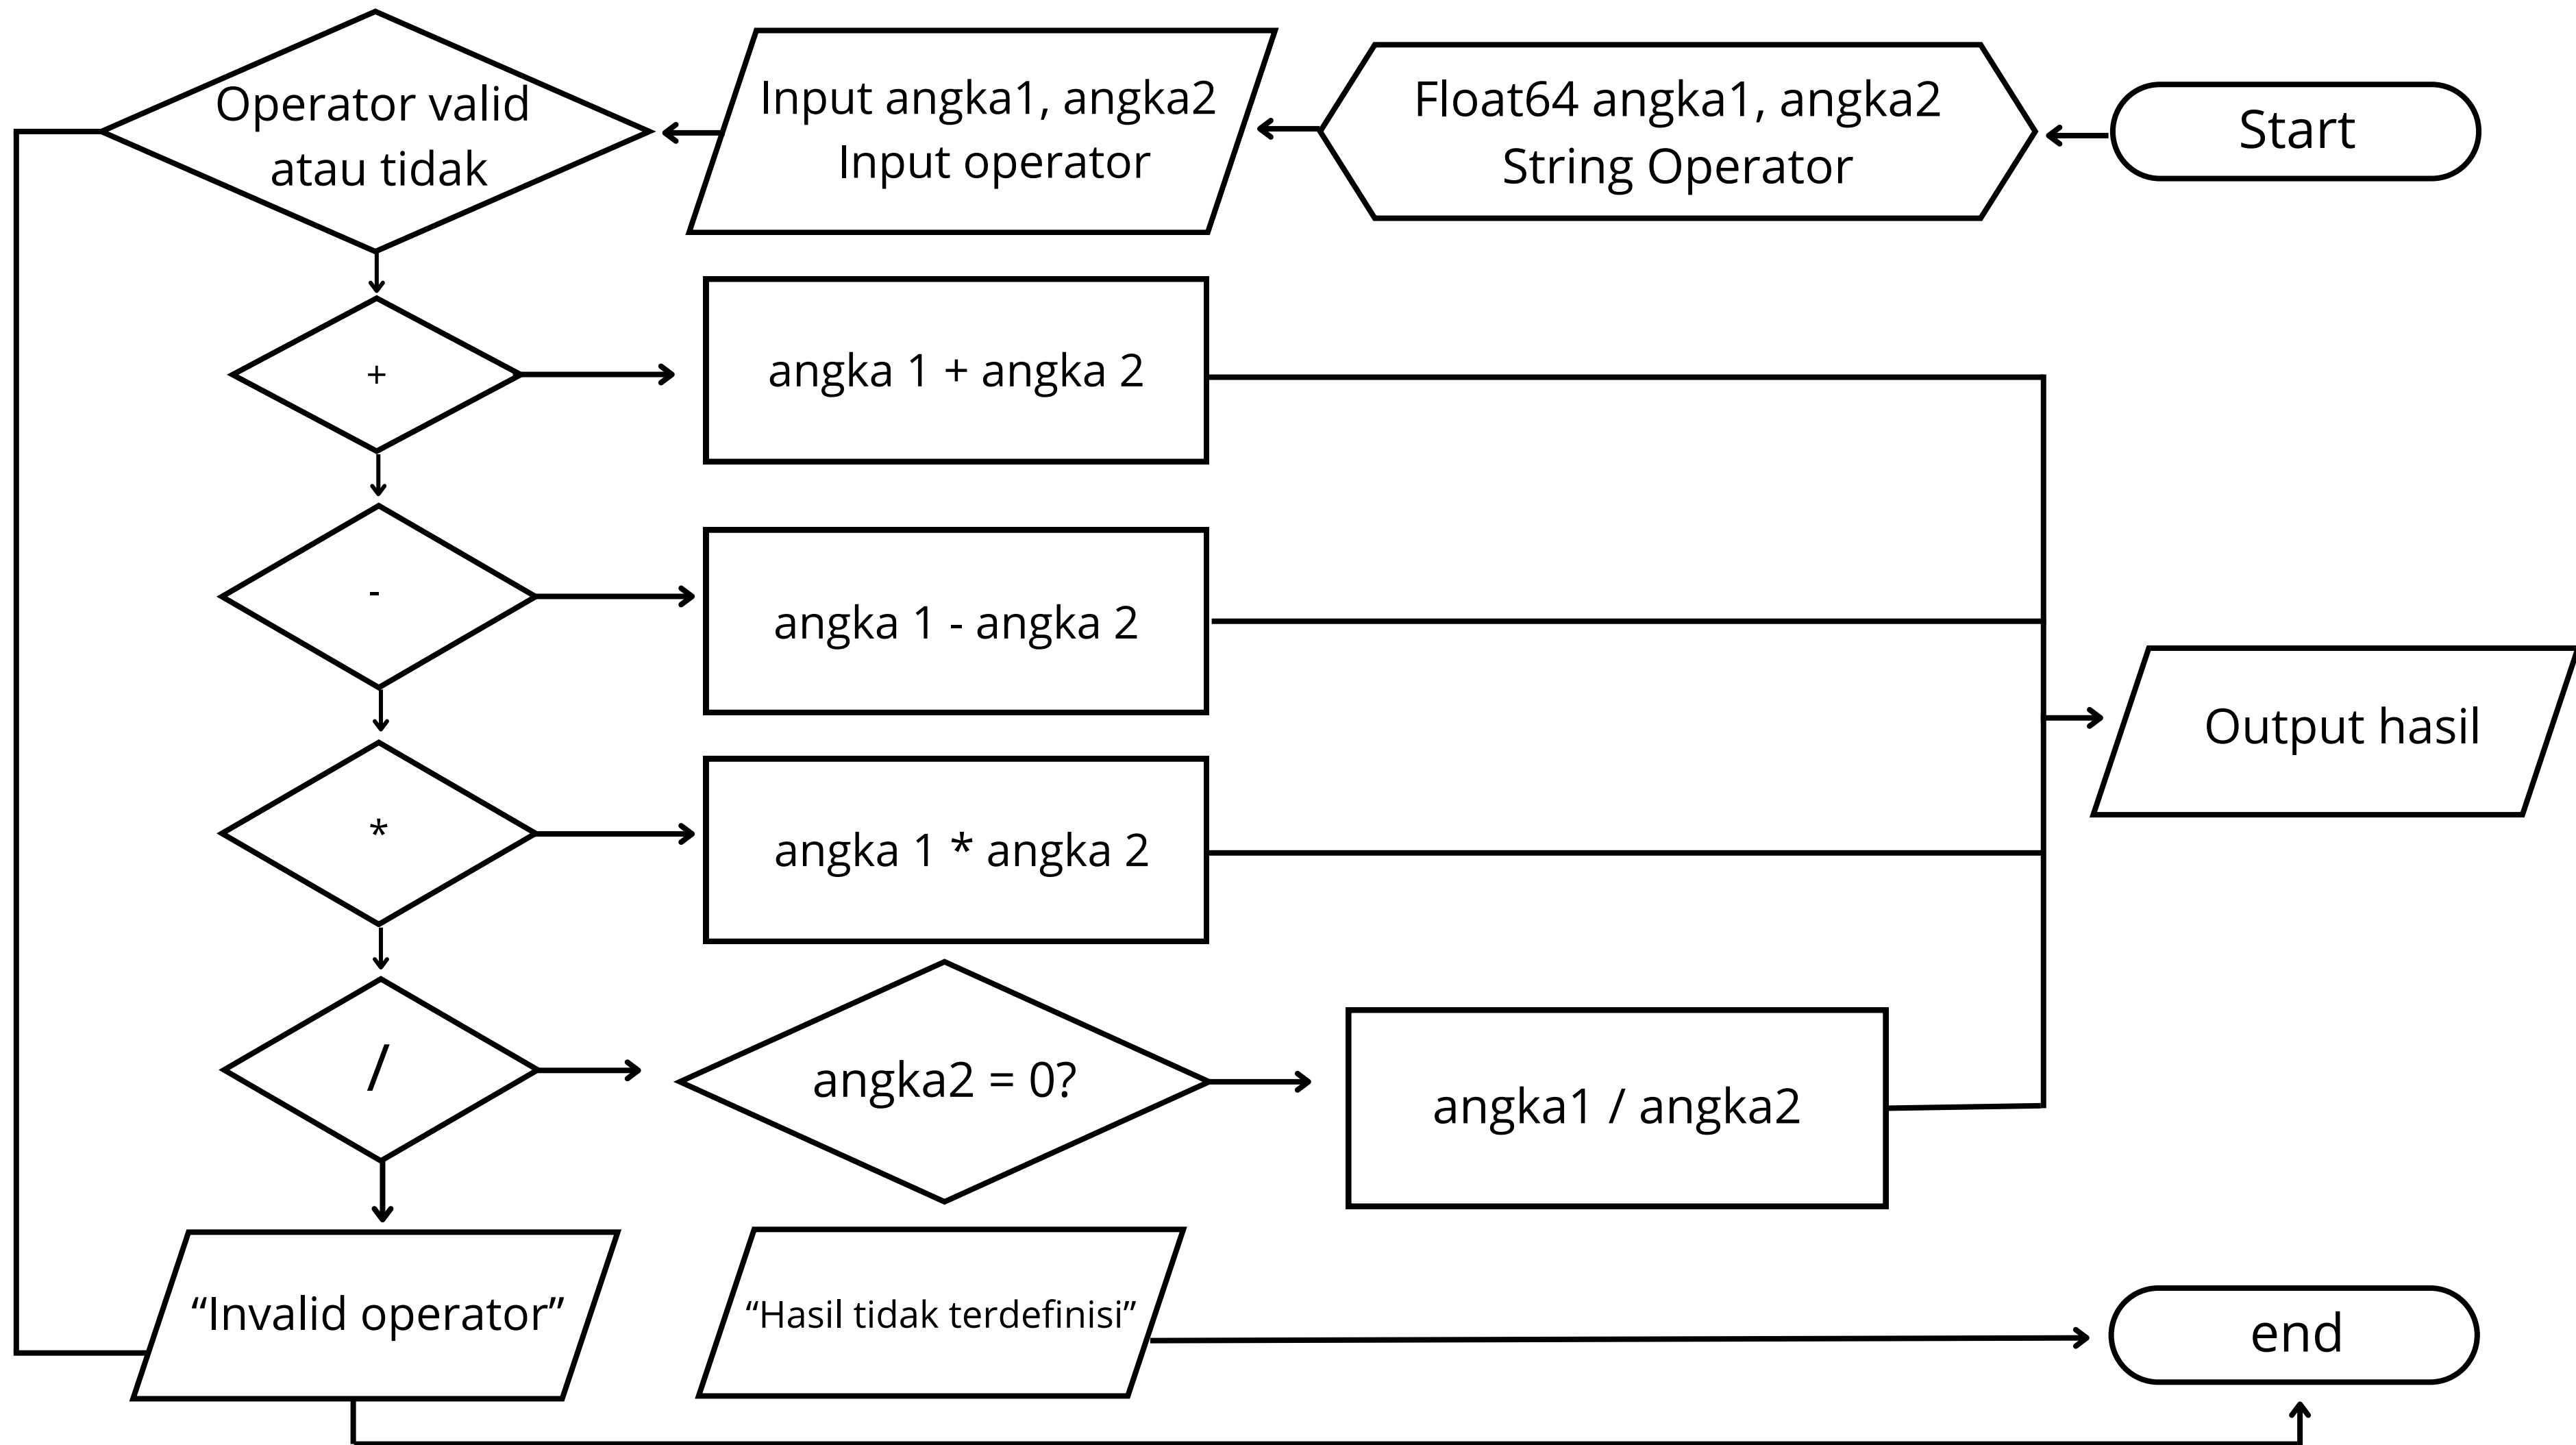 Operator valid
atau tidak
Input angka1, angka2
Input operator
Float64 angka1, angka2
String Operator
Start
+
angka 1 + angka 2
-
angka 1 - angka 2
Output hasil
*
angka 1 * angka 2
/
angka2 = 0?
angka1 / angka2
“Invalid operator”
“Hasil tidak terdefinisi”
end